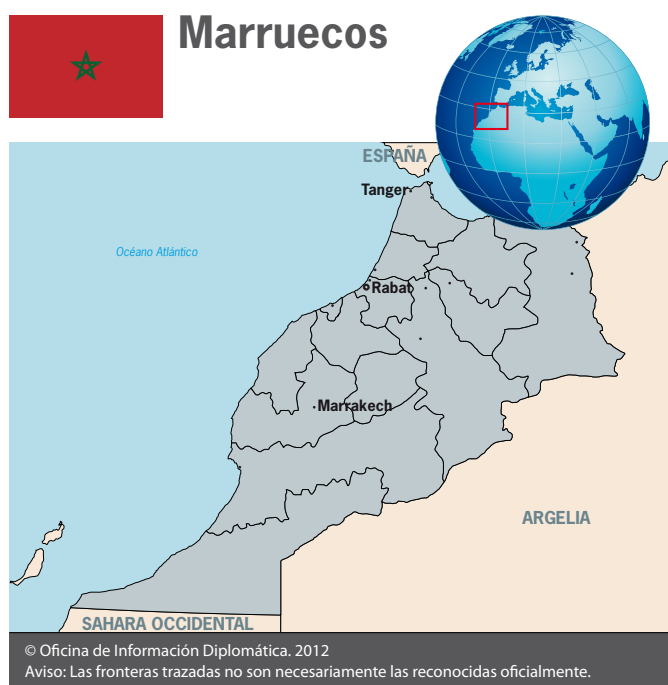 Marruecos
ESPAÑA
Tanger
Océano Atlántico
Rabat
Marrakech
ARGELIA
SAHARA OCCIDENTAL
© Oficina de Información Diplomática. 2012
Aviso: Las fronteras trazadas no son necesariamente las reconocidas oficialmente.